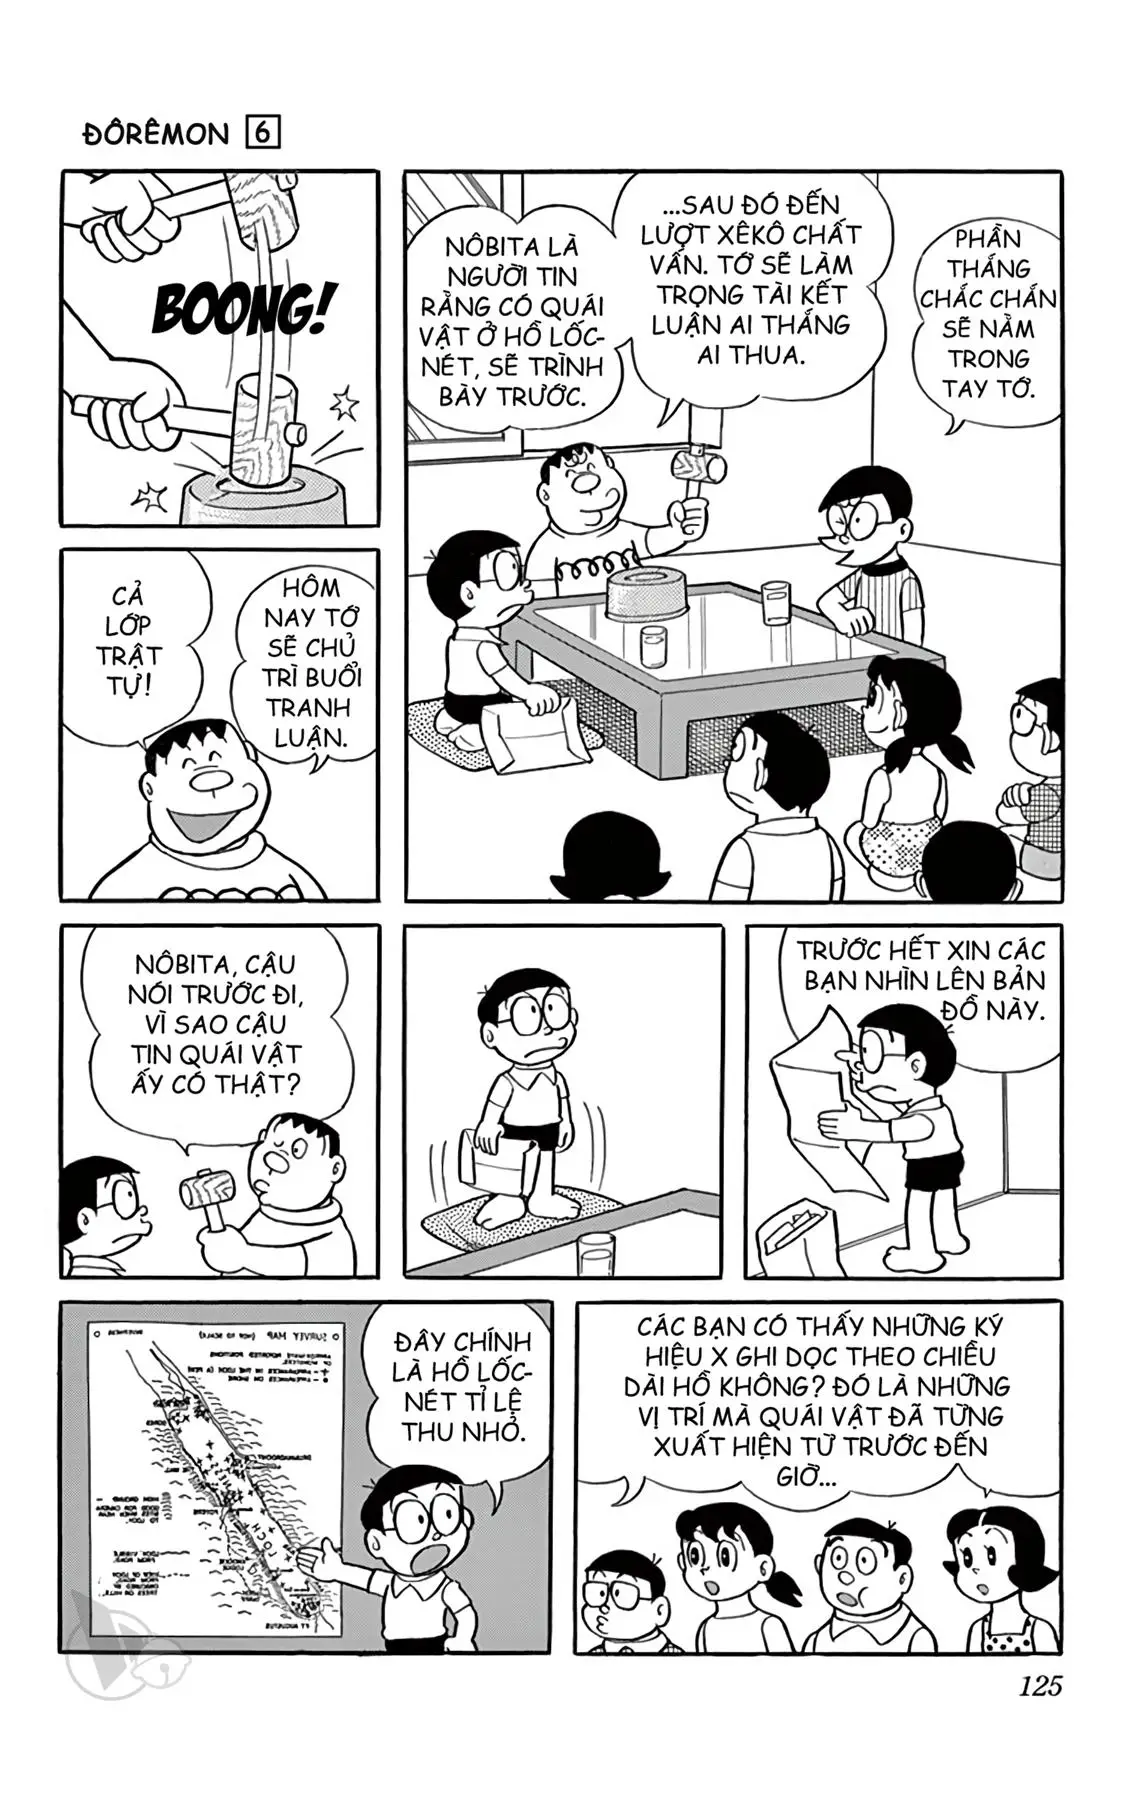 ĐÔRÊMON 6
BOONG!
NÔBITA LÀ
NGƯỜI TIN
RẰNG CÓ QUÁI
VẬT Ở HỒ LỐC-
NÉT, SẼ TRÌNH
BÀY TRƯỚC.
...SAU ĐÓ ĐẾN
LƯỢT XÊKÔ CHẤT
VẤN. TỚ SẼ LÀM
TRỌNG TÀI KẾT
LUẬN AI THẮNG
AI THUA.
PHẦN
THẮNG
CHẮC CHẮN
SẼ NẰM
TRONG
TAY TỚ.
CẢ
LỚP
TRẬT
TỰ!
HÔM
NAY TỚ
SẼ CHỦ
TRÌ BUỔI
TRANH
LUẬN.
NÔBITA, CẬU
NÓI TRƯỚC ĐI,
VÌ SAO CẬU
TIN QUÁI VẬT
ẤY CÓ THẬT?
TRƯỚC HẾT XIN CÁC
BẠN NHÌN LÊN BẢN
ĐỒ NÀY.
SURVEY MAP (NOT TO SCALE)
LOCH
ĐÂY CHÍNH
LÀ HỒ LỐC-
NÉT TỈ LỆ
THU NHỎ.
CÁC BẠN CÓ THẤY NHỮNG KÝ
HIỆU X GHI DỌC THEO CHIỀU
DÀI HỒ KHÔNG? ĐÓ LÀ NHỮNG
VỊ TRÍ MÀ QUÁI VẬT ĐÃ TỪNG
XUẤT HIỆN TỪ TRƯỚC ĐẾN
GIỜ...
125